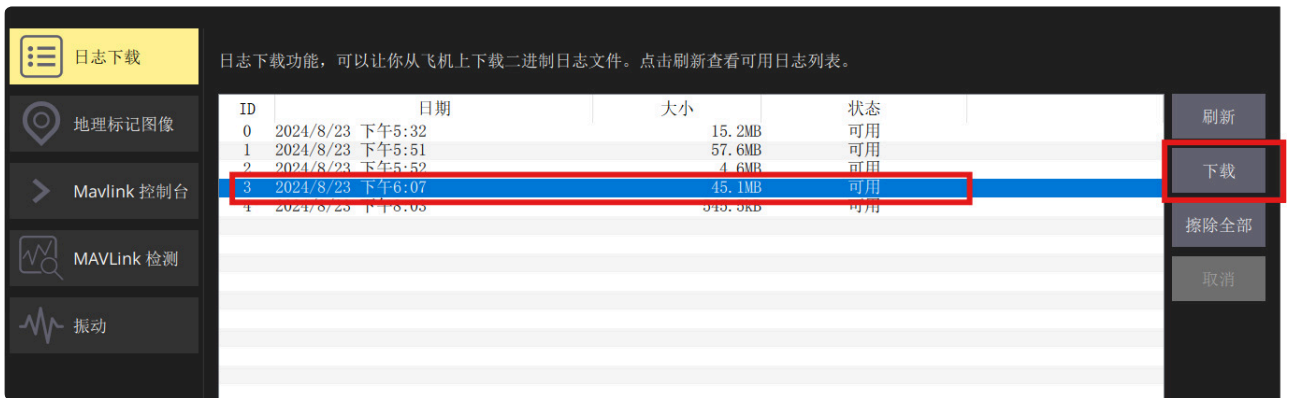 日志下载
地理标记图像
Mavlink 控制台
MAVLink 检测
振动
日志下载功能，可以让你从飞机上下载二进制日志文件。点击刷新查看可用日志列表。
ID 日期 大小 状态
0 2024/8/23 下午5:32 15.2MB 可用
1 2024/8/23 下午5:51 57.6MB 可用
2 2024/8/23 下午5:52 4.6MB 可用
3 2024/8/23 下午6:07 45.1MB 可用
4 2024/8/23 下午8:03 可用
刷新
下载
擦除全部
取消